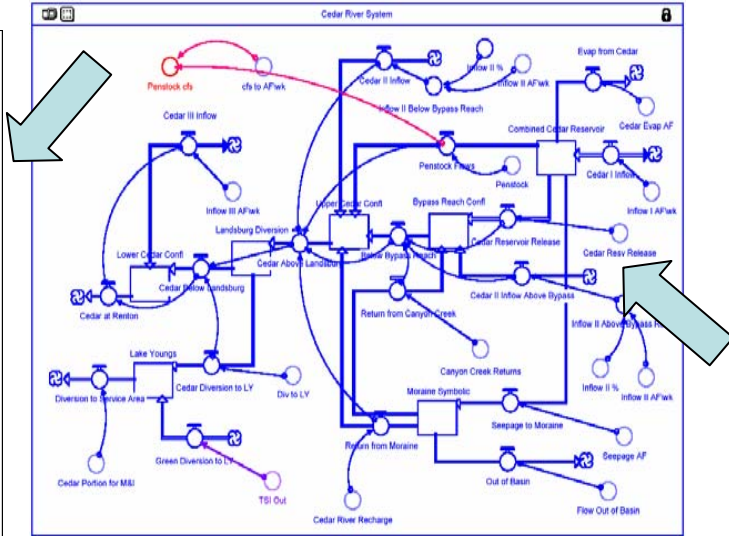 Cedar River System
Penstock cfs
cfs to AF\wk
Cedar II Inflow
Inflow II %
Inflow II AF\wk
Inflow II Below Bypass Reach
Evap from Cedar
Cedar Evap AF
Combined Cedar Reservoir
Cedar III Inflow
Inflow III AF\wk
Penstock Flows
Penstock
Cedar I Inflow
Inflow I AF\wk
Landsburg Diversion
Upper Cedar Confl
Bypass Reach Confl
Cedar Reservoir Release
Cedar Resv Release
Lower Cedar Confl
Cedar Above Landsburg
Below Bypass Reach
Cedar Below Landsburg
Cedar at Renton
Return from Canyon Creek
Cedar II Inflow Above Bypass
Inflow II Above Bypass
Canyon Creek Returns
Inflow II %
Inflow II AF\wk
Lake Youngs
Diversion to Service Area
Cedar Diversion to LY
Div to LY
Moraine Symbolic
Seepage to Moraine
Seepage AF
Cedar Portion for M&I
Green Diversion to LY
TSI Out
Return from Moraine
Cedar River Recharge
Out of Basin
Flow Out of Basin